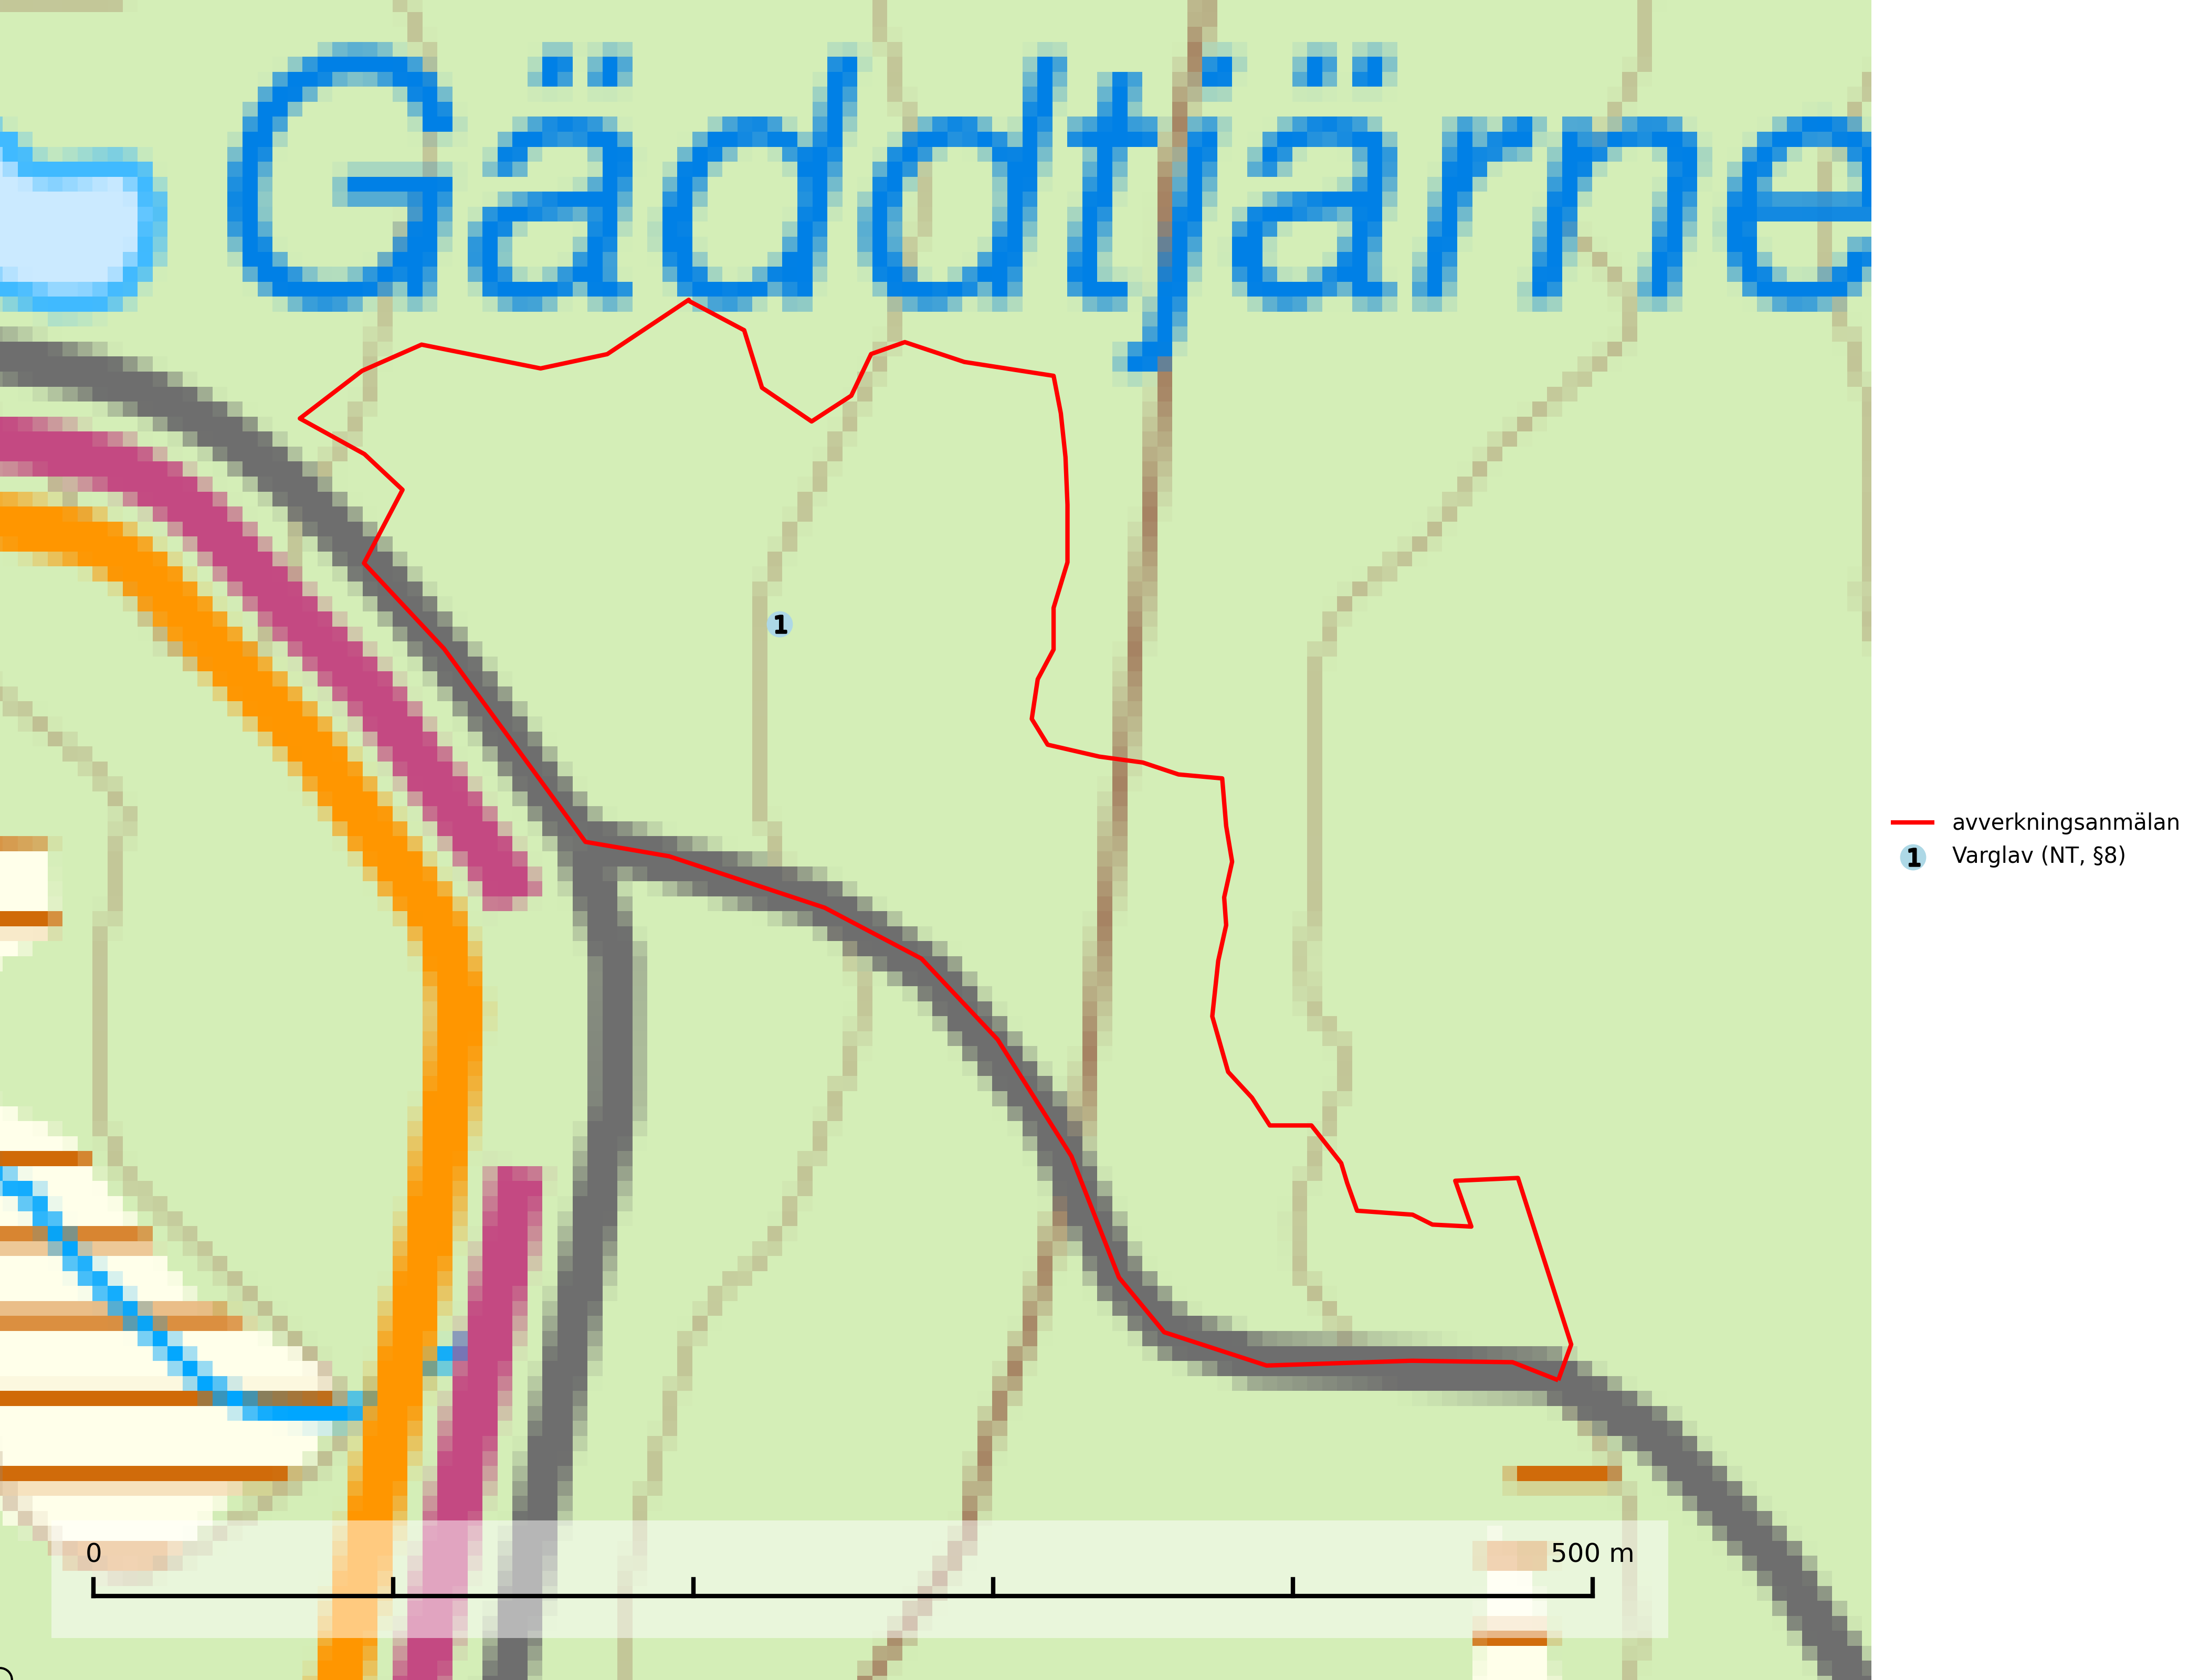 Gäddtjärne
1
avverkningsanmälan
1 Varglav (NT, §8)
0 500 m